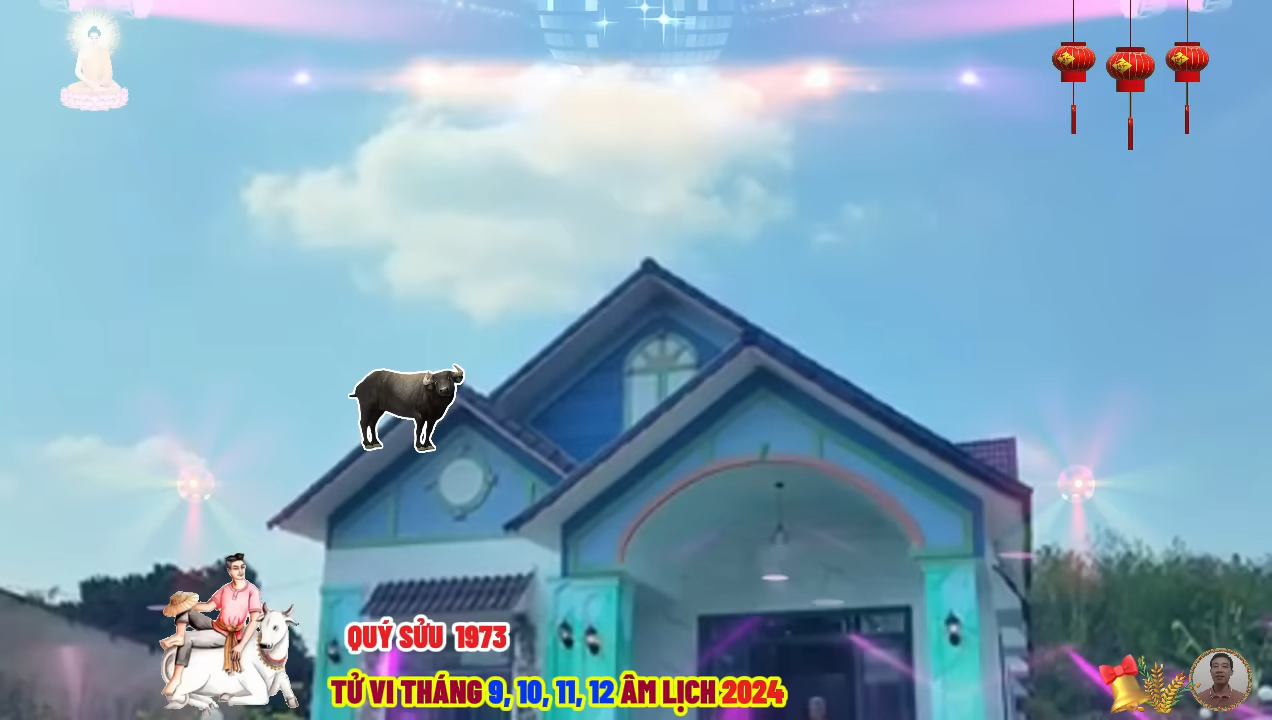 QUÝ SỬU 1973
TỬ VI THÁNG 9, 10, 11, 12 ÂM LỊCH 2024